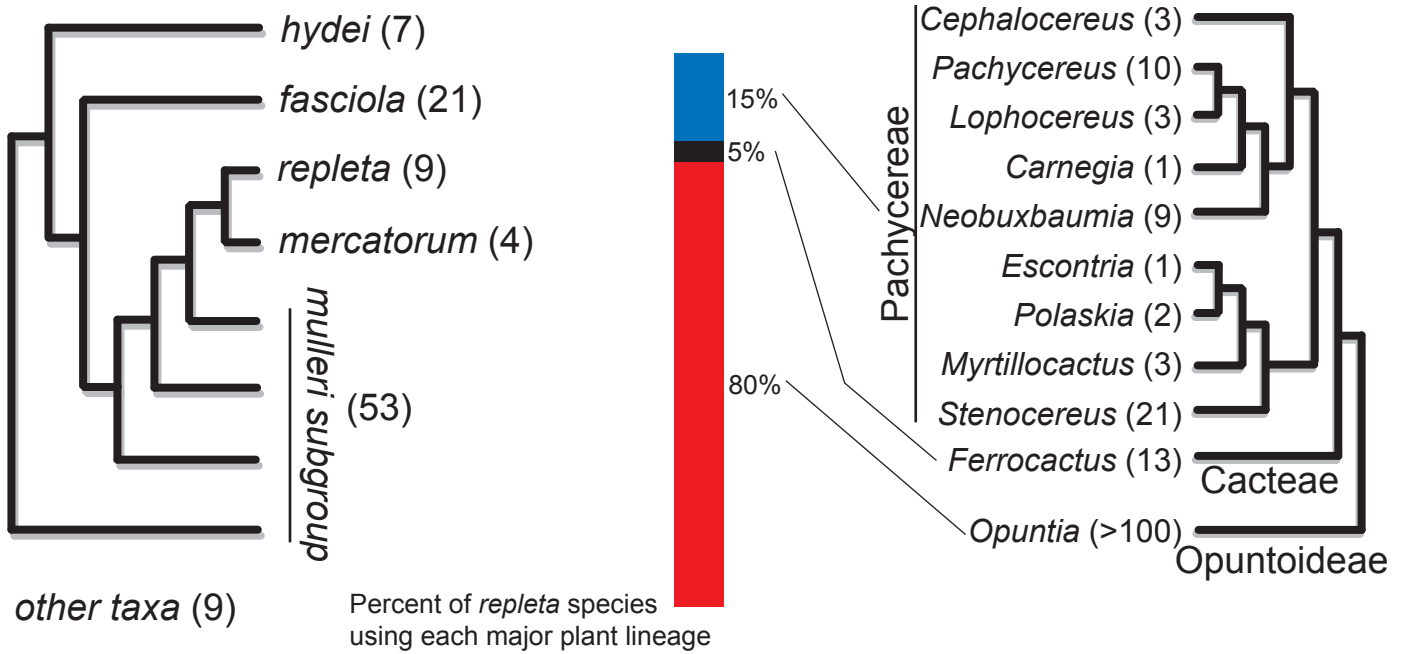 hydei (7)
fasciola (21)
repleta (9)
mercatorum (4)
mulleri subgroup
(53)
other taxa (9)
15%
5%
80%
Percent of repleta species
using each major plant lineage
Pachycereae
Cephalocereus (3)
Pachycereus (10)
Lophocereus (3)
Carnegia (1)
Neobuxbaumia (9)
Escontria (1)
Polaskia (2)
Myrtillocactus (3)
Stenocereus (21)
Ferrocactus (13)
Cacteae
Opuntia (>100)
Opuntoideae